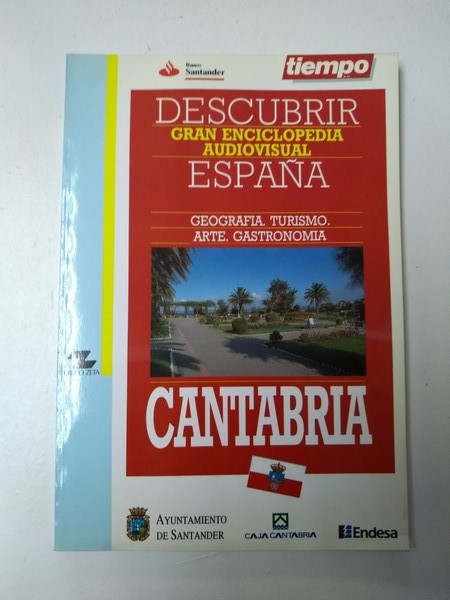 Banco
Santander
tiempo
DESCUBRIR
GRAN ENCICLOPEDIA
AUDIOVISUAL
ESPAÑA
GEOGRAFIA. TURISMO.
ARTE. GASTRONOMIA
ZETA
CANTABRIA
AYUNTAMIENTO
DE SANTANDER
CAJA CANTABRIA
Endesa